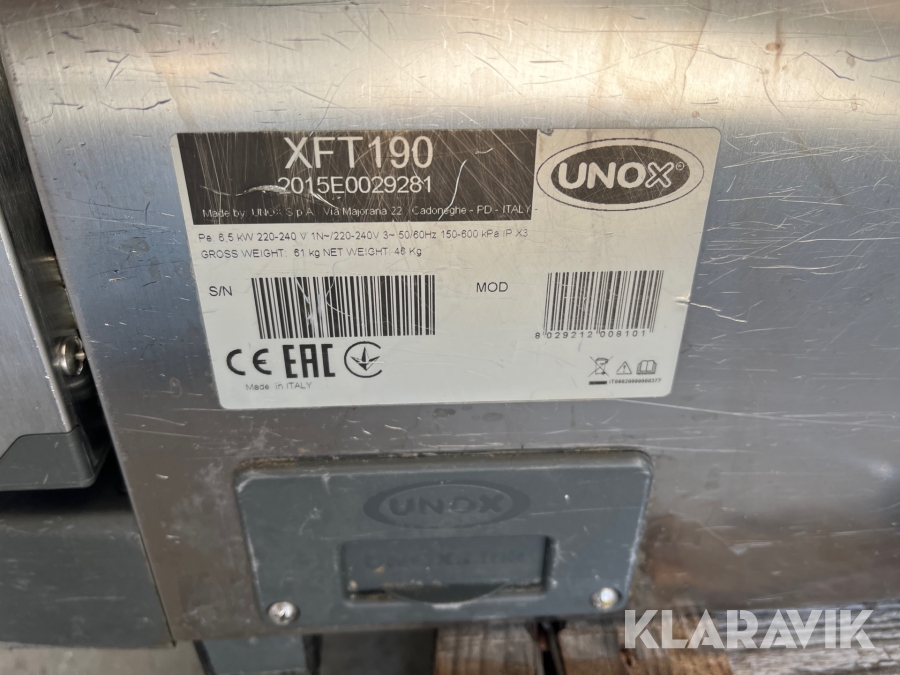 XFT190
2015E0029281
Made by: UNOX S.p.A. Via Majorana 22 Cadoneghe - PD - ITALY -
UNOX®
Pe 6,5 kW 220-240 V 1N~/220-240V 3~ 50/60Hz 150-600 kPa IP X3
GROSS WEIGHT: 61 kg NET WEIGHT: 46 Kg
S/N
MOD
8 029212 008101
CE EAC
Made in ITALY
UNOX
KLARAVIK